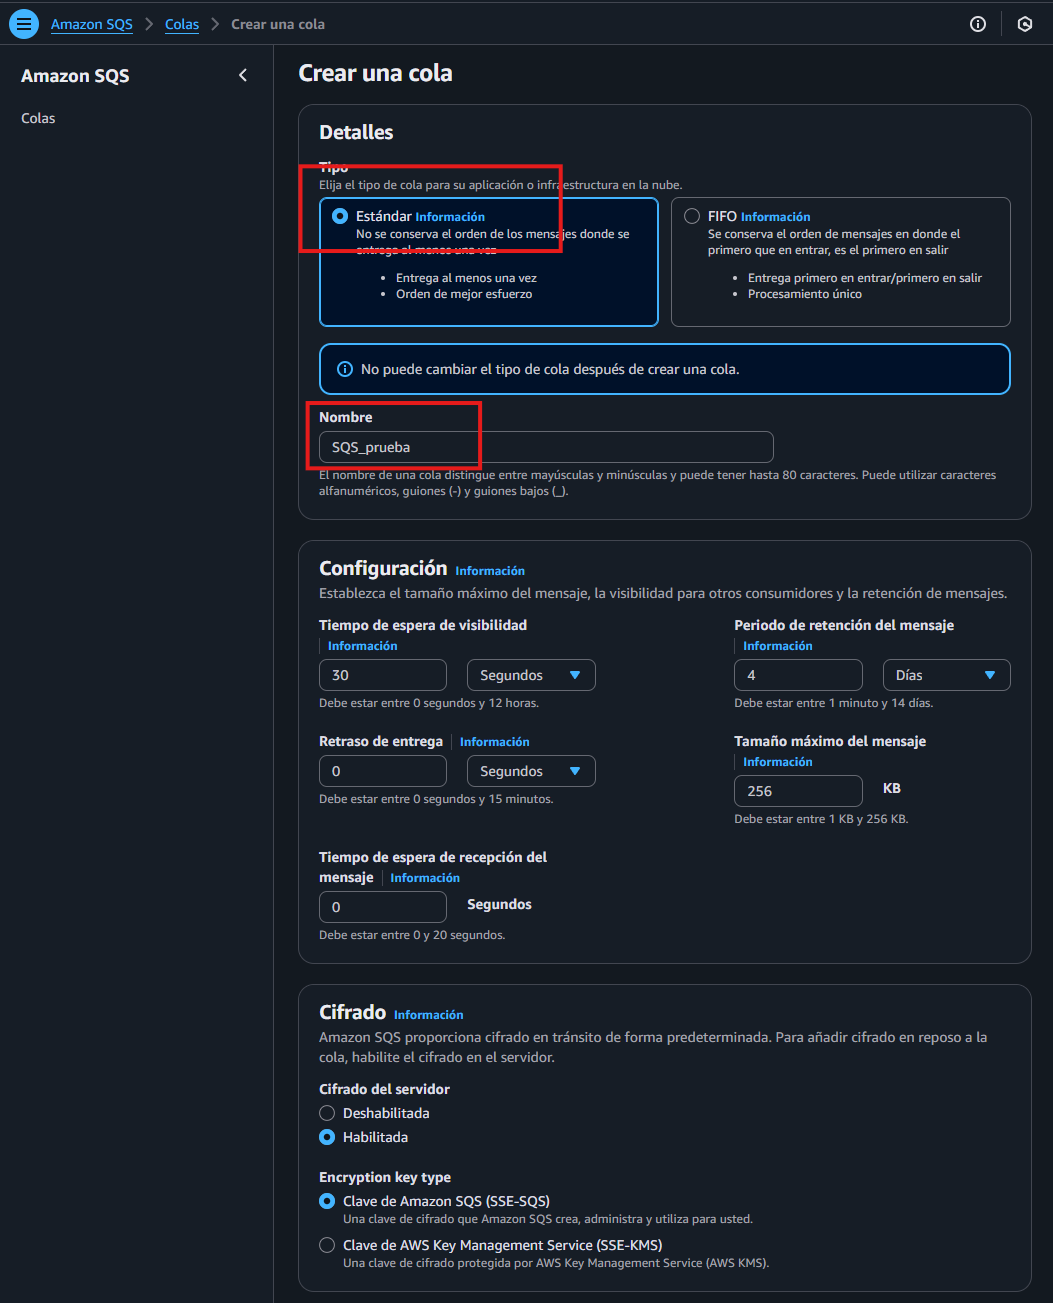 Amazon SQS > Colas > Crear una cola
Amazon SQS
Colas
Crear una cola
Detalles
Tipo
Elija el tipo de cola para su aplicación o infraestructura en la nube.
Estándar Información
No se conserva el orden de los mensajes donde se
entrega al menos una vez
• Entrega al menos una vez
• Orden de mejor esfuerzo
FIFO Información
Se conserva el orden de mensajes en donde el
primero que en entrar, es el primero en salir
• Entrega primero en entrar/primero en salir
• Procesamiento único
No puede cambiar el tipo de cola después de crear una cola.
Nombre
SQS_prueba
El nombre de una cola distingue entre mayúsculas y minúsculas y puede tener hasta 80 caracteres. Puede utilizar caracteres
alfanuméricos, guiones (-) y guiones bajos (_).
Configuración Información
Establezca el tamaño máximo del mensaje, la visibilidad para otros consumidores y la retención de mensajes.
Tiempo de espera de visibilidad
Información
30 Segundos
Debe estar entre 0 segundos y 12 horas.
Periodo de retención del mensaje
Información
4 Días
Debe estar entre 1 minuto y 14 días.
Retraso de entrega Información
0 Segundos
Debe estar entre 0 segundos y 15 minutos.
Tamaño máximo del mensaje
Información
256 KB
Debe estar entre 1 KB y 256 KB.
Tiempo de espera de recepción del
mensaje Información
0 Segundos
Debe estar entre 0 y 20 segundos.
Cifrado Información
Amazon SQS proporciona cifrado en tránsito de forma predeterminada. Para añadir cifrado en reposo a la
cola, habilite el cifrado en el servidor.
Cifrado del servidor
Deshabilitada
Habilitada
Encryption key type
Clave de Amazon SQS (SSE-SQS)
Una clave de cifrado que Amazon SQS crea, administra y utiliza para usted.
Clave de AWS Key Management Service (SSE-KMS)
Una clave de cifrado protegida por AWS Key Management Service (AWS KMS).